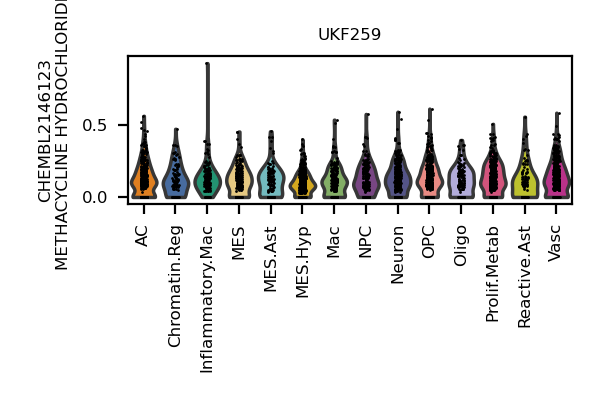 UKF259
CHEMBL2146123
METHACYCLINE HYDROCHLORIDE
0.5
0.0
AC
Chromatin.Reg
Inflammatory.Mac
MES
MES.Ast
MES.Hyp
Mac
NPC
Neuron
OPC
Oligo
Prolif.Metab
Reactive.Ast
Vasc